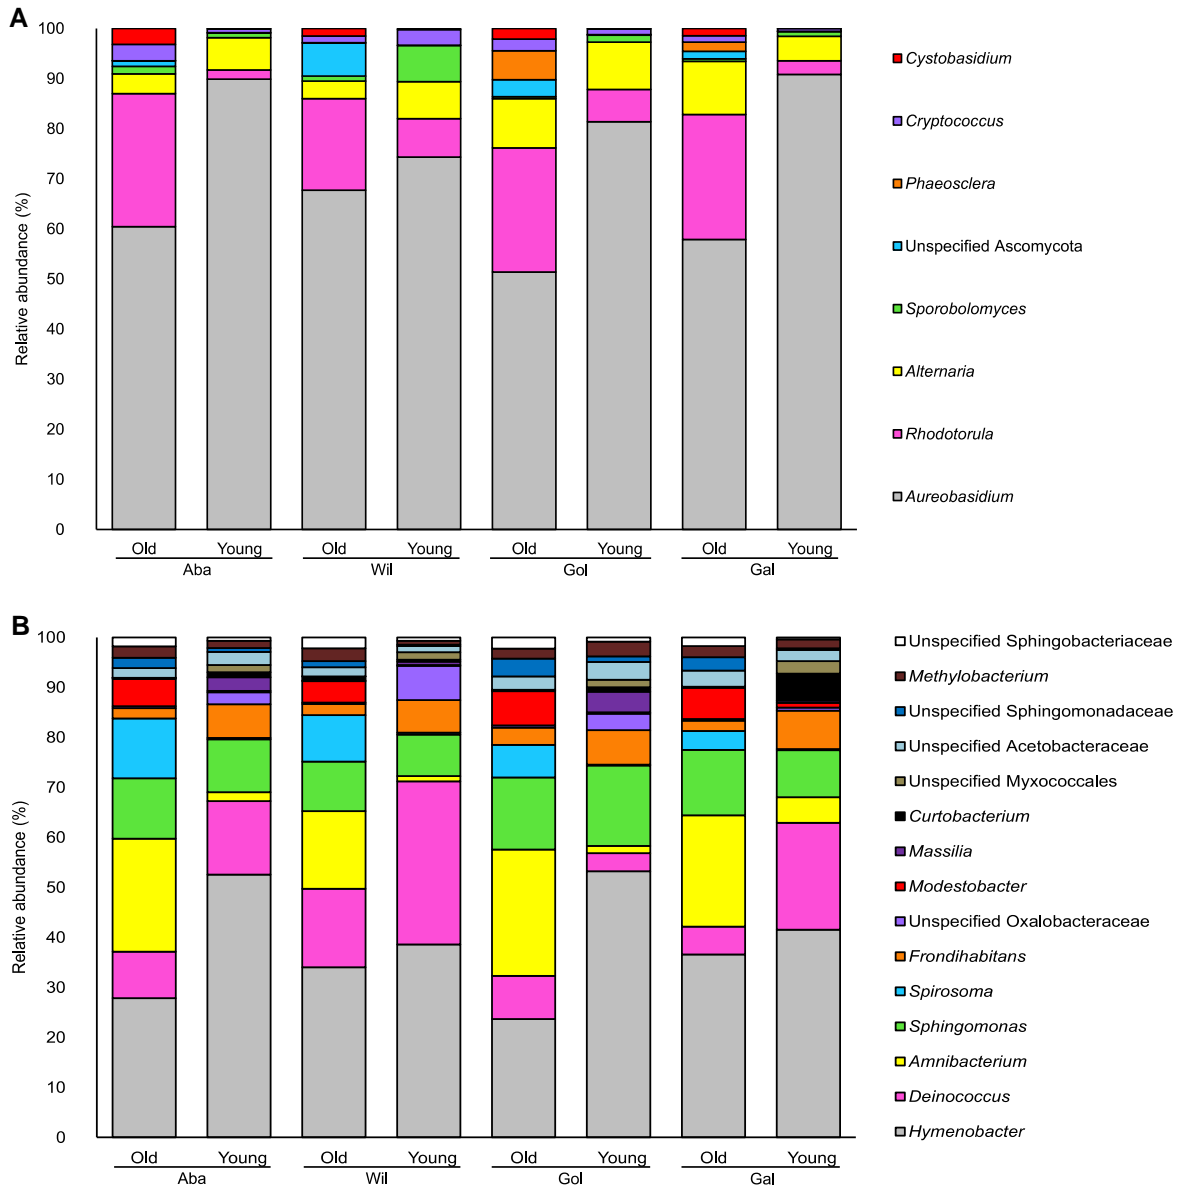 A
Relative abundance (%)
100
90
80
70
60
50
40
30
20
10
0
Old Young Old Young Old Young Old Young
Aba Wil Gol Gal
Cystobasidium
Cryptococcus
Phaeosclera
Unspecified Ascomycota
Sporobolomyces
Alternaria
Rhodotorula
Aureobasidium
B
Relative abundance (%)
100
90
80
70
60
50
40
30
20
10
0
Old Young Old Young Old Young Old Young
Aba Wil Gol Gal
Unspecified Sphingobacteriaceae
Methylobacterium
Unspecified Sphingomonadaceae
Unspecified Acetobacteraceae
Unspecified Myxococcales
Curtobacterium
Massilia
Modestobacter
Unspecified Oxalobacteraceae
Frondihabitans
Spirosoma
Sphingomonas
Amnibacterium
Deinococcus
Hymenobacter